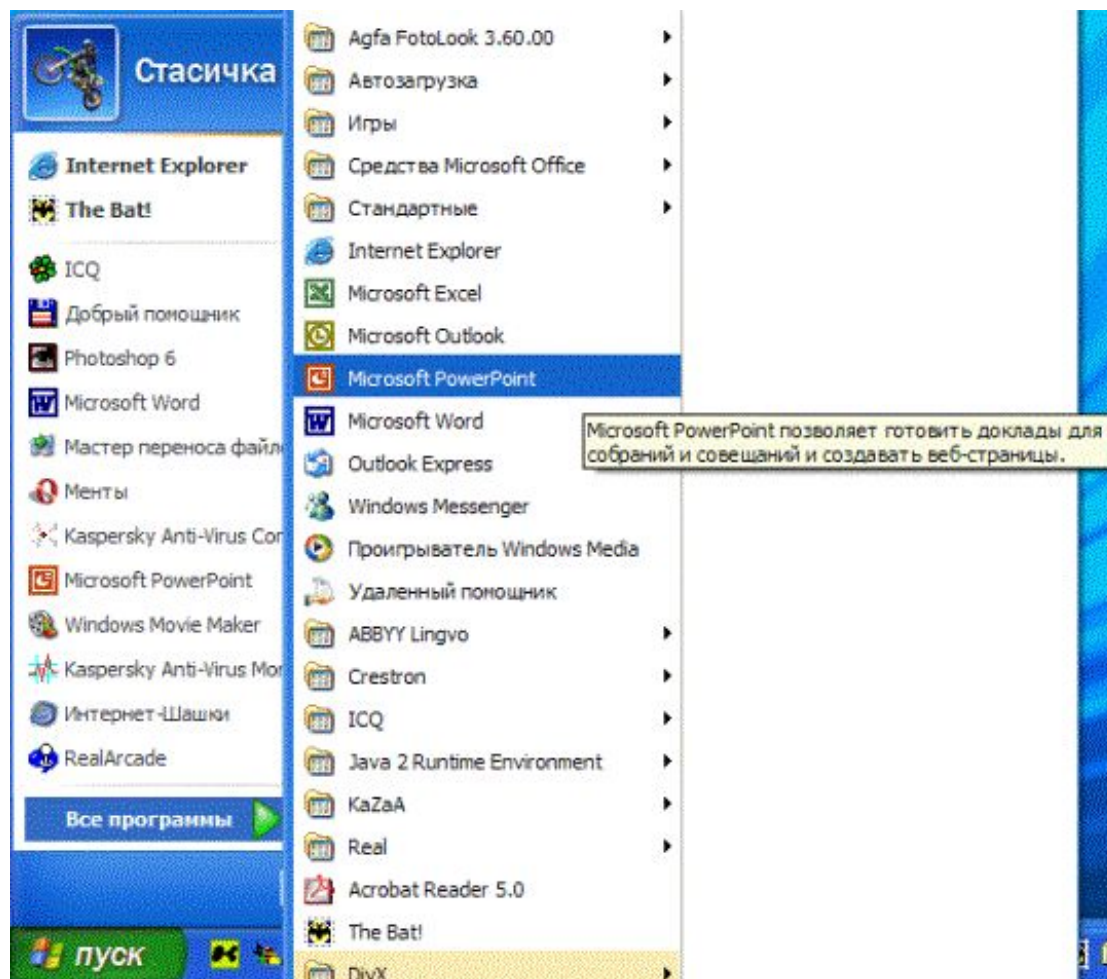 Стасичка
Internet Explorer
The Bat!
ICQ
Добрый помощник
Photoshop 6
Microsoft Word
Мастер переноса файло
Менты
Kaspersky Anti-Virus Con
Microsoft PowerPoint
Windows Movie Maker
Kaspersky Anti-Virus Mon
Интернет-Шашки
RealArcade
Все программы
пуск
Agfa FotoLook 3.60.00
Автозагрузка
Игры
Средства Microsoft Office
Стандартные
Internet Explorer
Microsoft Excel
Microsoft Outlook
Microsoft PowerPoint
Microsoft Word
Outlook Express
Windows Messenger
Проигрыватель Windows Media
Удаленный помощник
ABBYY Lingvo
Crestron
ICQ
Java 2 Runtime Environment
KaZaA
Real
Acrobat Reader 5.0
The Bat!
DivX
Microsoft PowerPoint позволяет готовить доклады для
собраний и совещаний и создавать веб-страницы.